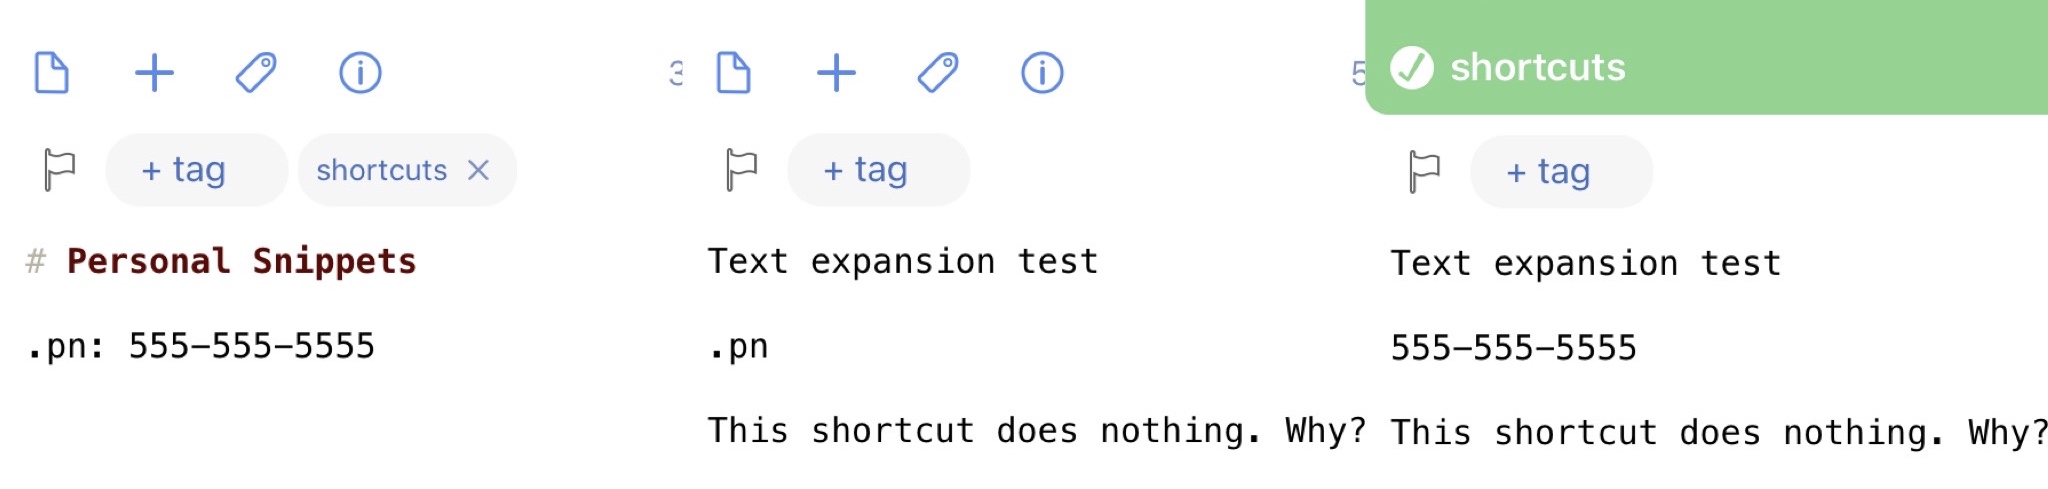 3
+ tag
shortcuts
# Personal Snippets
.pn: 555-555-5555
5
+ tag
Text expansion test
.pn
This shortcut does nothing. Why?
shortcuts
+ tag
Text expansion test
555-555-5555
This shortcut does nothing. Why?